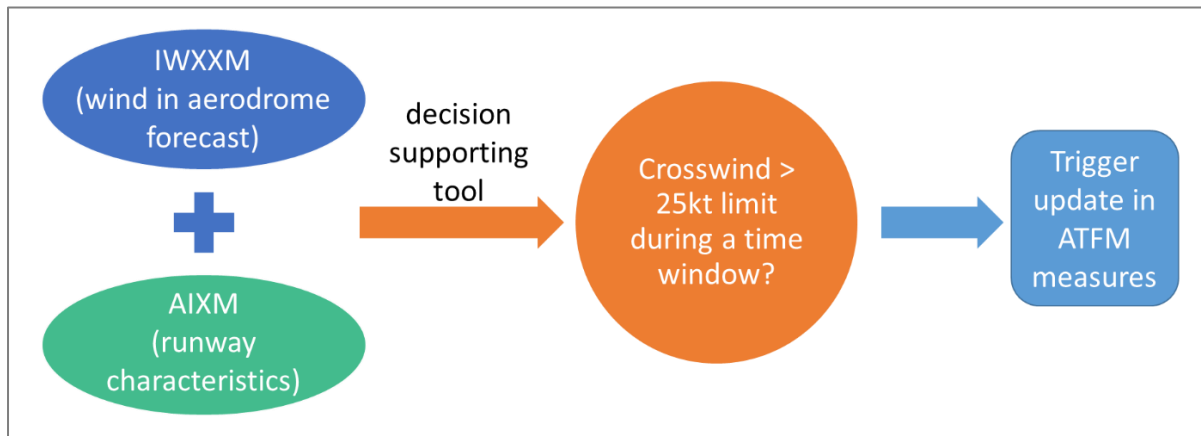 IWXXM
(wind in aerodrome
forecast)
AIXM
(runway
characteristics)
decision
supporting
tool
Crosswind >
25kt limit
during a time
window?
Trigger
update in
ATFM
measures